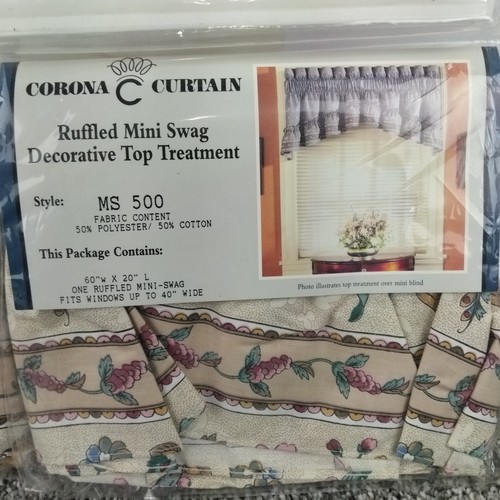 CORONA C CURTAIN
Ruffled Mini Swag
Decorative Top Treatment
Style: MS 500
FABRIC CONTENT
50% POLYESTER/ 50% COTTON
This Package Contains:
60"w X 20" L
ONE RUFFLED MINI-SWAG
FITS WINDOWS UP TO 40" WIDE
Photo illustrates top treatment over mini blind